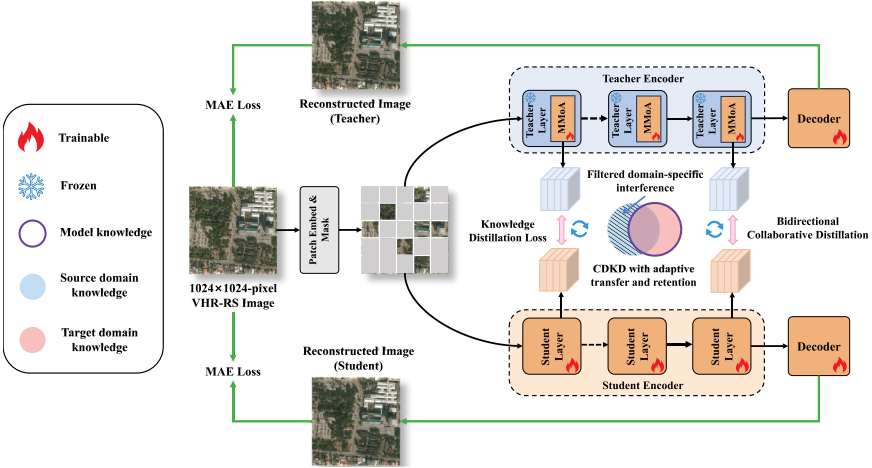 Trainable
Frozen
Model knowledge
Source domain
knowledge
Target domain
knowledge
MAE Loss
Reconstructed Image
(Teacher)
1024×1024-pixel
VHR-RS Image
Patch Embed &
Mask
MAE Loss
Reconstructed Image
(Student)
Teacher Encoder
Teacher
Layer
MMoA
Teacher
Layer
MMoA
Teacher
Layer
MMoA
Decoder
Filtered domain-specific
interference
Knowledge
Distillation Loss
Bidirectional
Collaborative Distillation
CDKD with adaptive
transfer and retention
Student
Layer
Student
Layer
Student
Layer
Student Encoder
Decoder